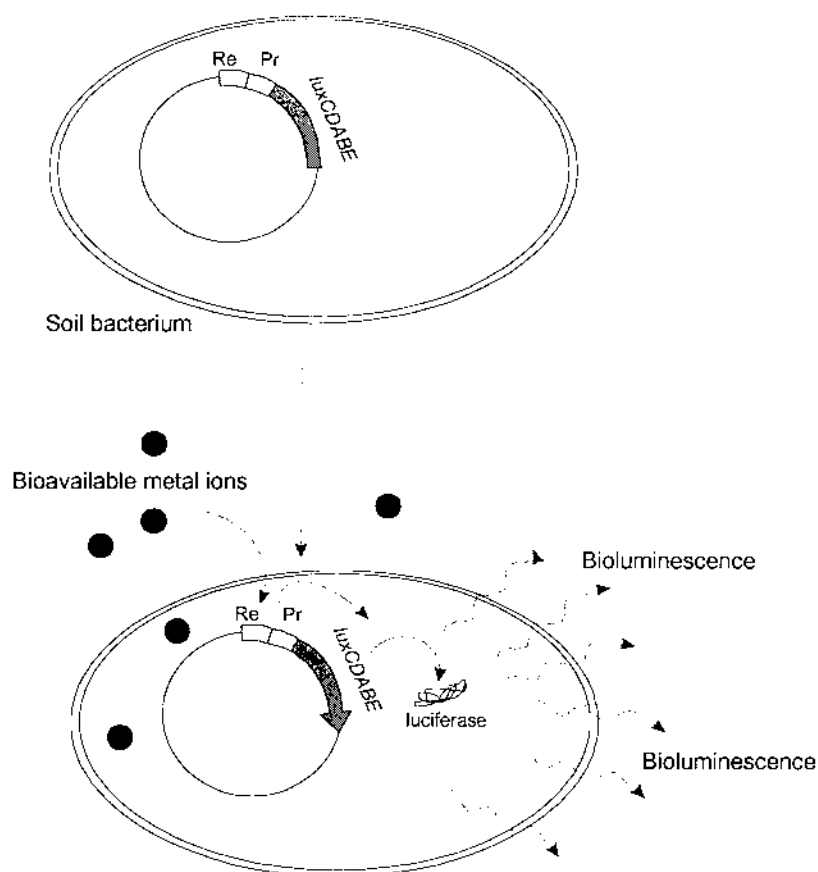 Re Pr
luxCDABE
Soil bacterium
Bioavailable metal ions
Bioluminescence
Re Pr
luxCDABE
luciferase
Bioluminescence